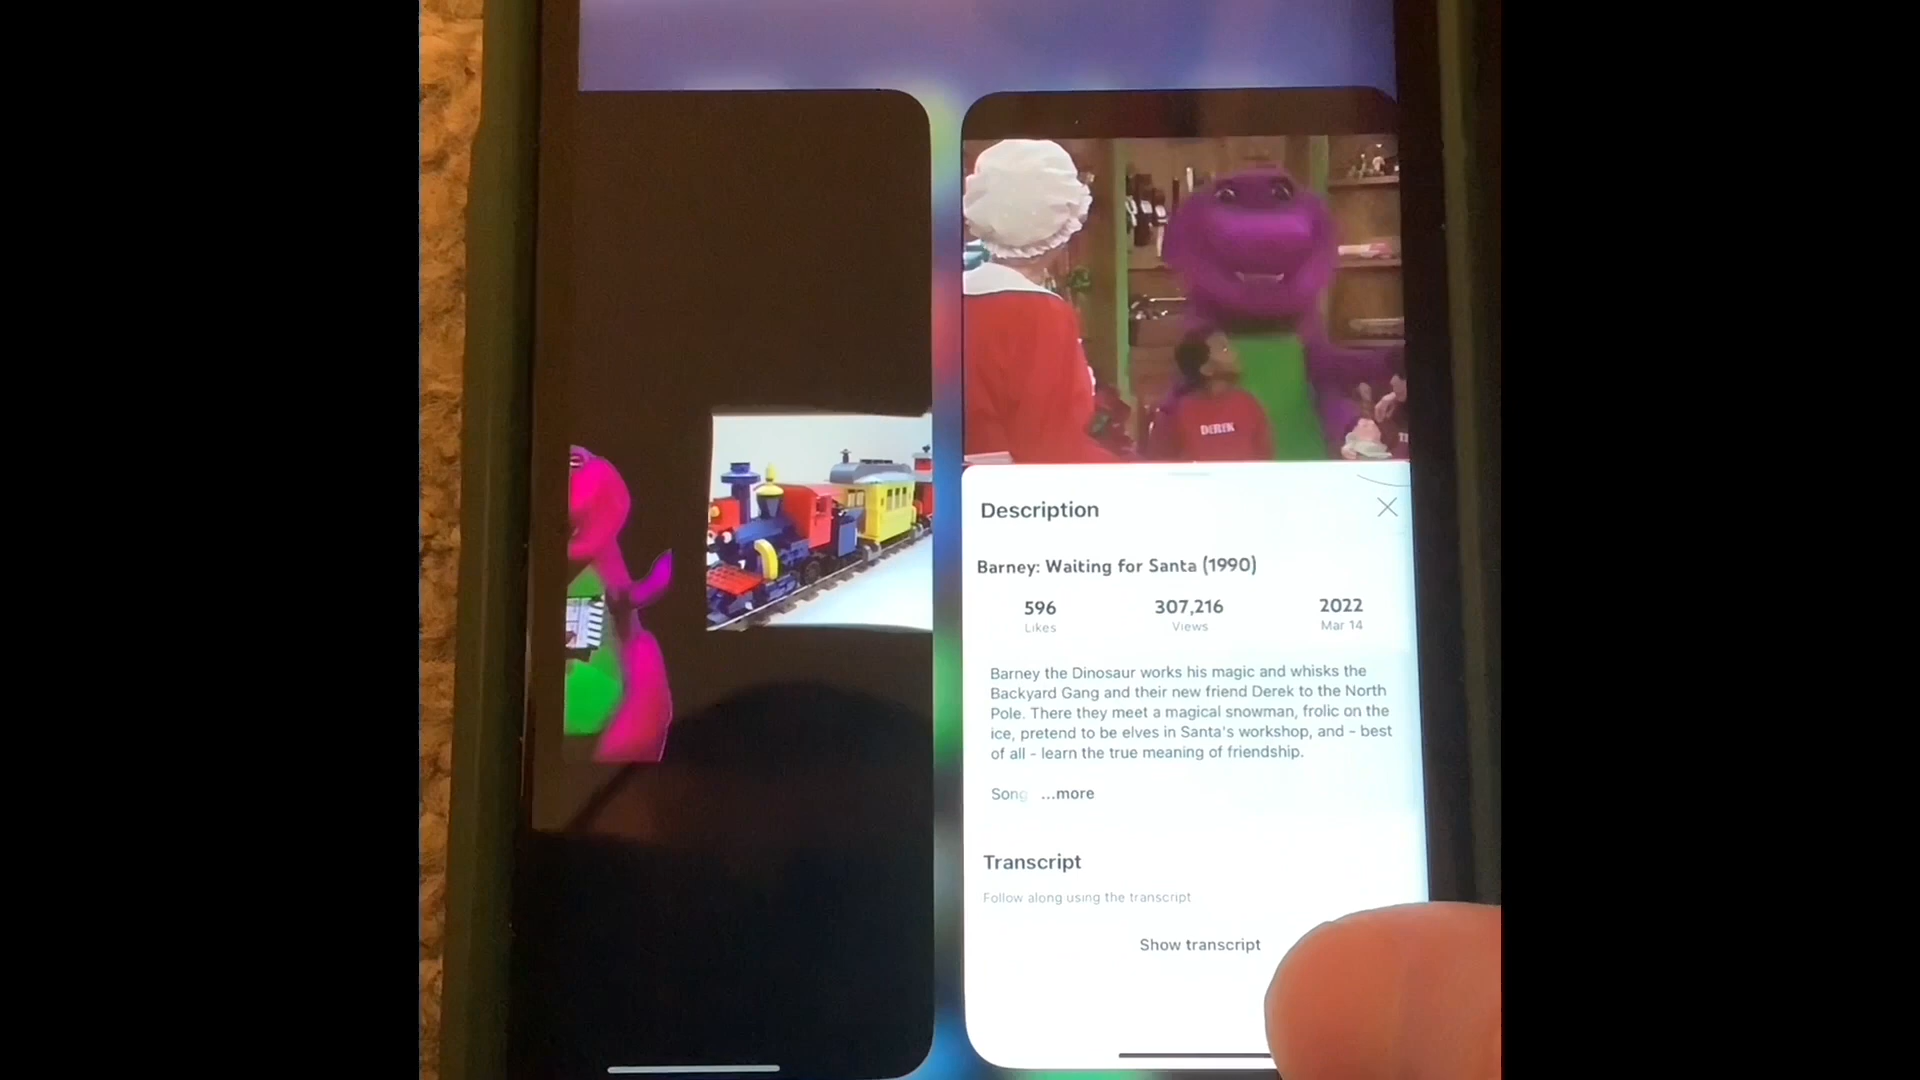 DEREK
Description
Barney: Waiting for Santa (1990)
596 307,216 2022
Likes Views Mar 14
Barney the Dinosaur works his magic and whisks the
Backyard Gang and their new friend Derek to the North
Pole. There they meet a magical snowman, frolic on the
ice, pretend to be elves in Santa's workshop, and - best
of all - learn the true meaning of friendship.
Song ...more
Transcript
Follow along using the transcript
Show transcript